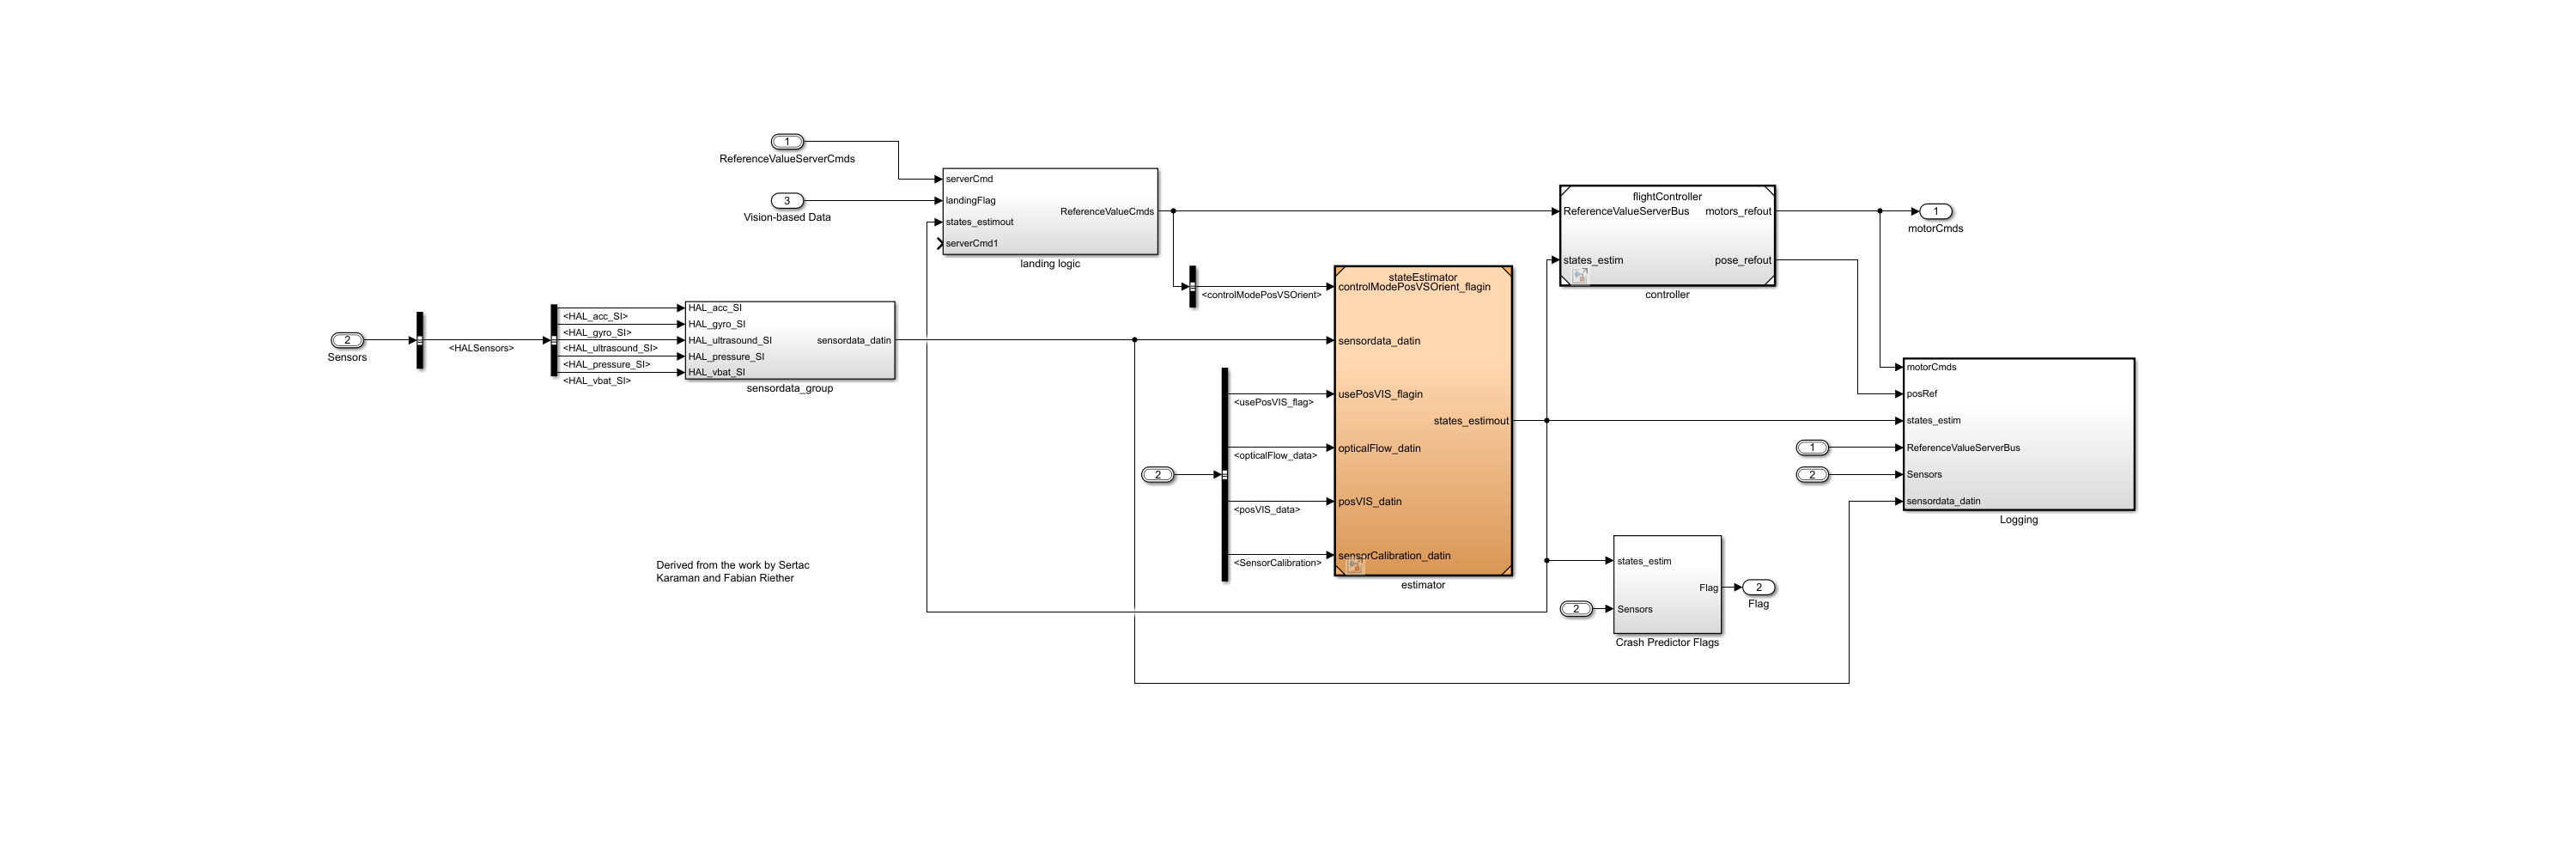 1
ReferenceValueServerCmds
3
Vision-based Data
serverCmd
landingFlag
states_estimout
serverCmd1
ReferenceValueCmds
landing logic
flightController
ReferenceValueServerBus
motors_refout
states_estim
pose_refout
controller
1
motorCmds
2
Sensors
<HALSensors>
<HAL_acc_SI>
<HAL_gyro_SI>
<HAL_ultrasound_SI>
<HAL_pressure_SI>
<HAL_vbat_SI>
HAL_acc_SI
HAL_gyro_SI
HAL_ultrasound_SI
HAL_pressure_SI
HAL_vbat_SI
sensordata_datin
sensordata_group
<controlModePosVSOrient>
2
<usePosVIS_flag>
<opticalFlow_data>
<posVIS_data>
<SensorCalibration>
stateEstimator
controlModePosVSOrient_flagin
sensordata_datin
usePosVIS_flagin
opticalFlow_datin
posVIS_datin
sensorCalibration_datin
states_estimout
estimator
1
2
motorCmds
posRef
states_estim
ReferenceValueServerBus
Sensors
sensordata_datin
Logging
2
states_estim
Sensors
Flag
Crash Predictor Flags
2
Flag
Derived from the work by Sertac
Karaman and Fabian Riether